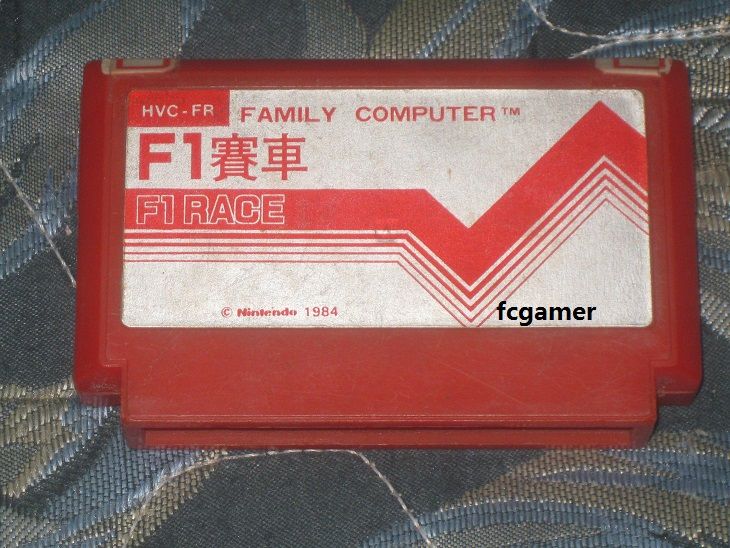 HVC-FR FAMILY COMPUTER™
F1賽車
F1 RACE
© Nintendo 1984
fcgamer